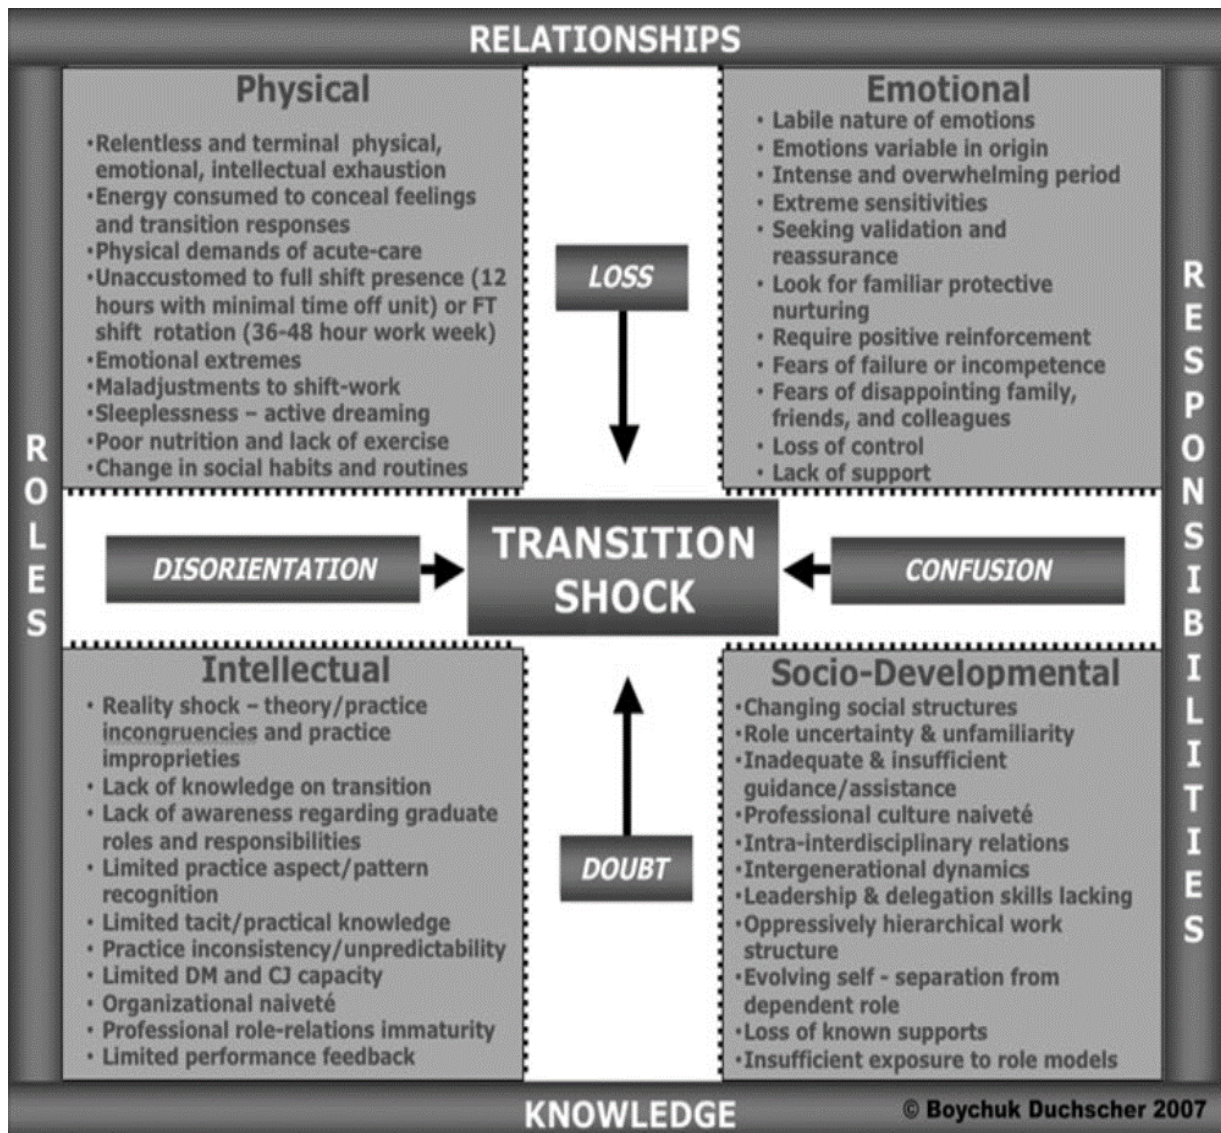 RELATIONSHIPS
Physical
•Relentless and terminal physical,
emotional, intellectual exhaustion
•Energy consumed to conceal feelings
and transition responses
•Physical demands of acute-care
•Unaccustomed to full shift presence (12
hours with minimal time off unit) or FT
shift rotation (36-48 hour work week)
•Emotional extremes
•Maladjustments to shift-work
•Sleeplessness – active dreaming
•Poor nutrition and lack of exercise
•Change in social habits and routines
LOSS
Emotional
• Labile nature of emotions
• Emotions variable in origin
• Intense and overwhelming period
• Extreme sensitivities
• Seeking validation and
reassurance
• Look for familiar protective
nurturing
• Require positive reinforcement
• Fears of failure or incompetence
• Fears of disappointing family,
friends, and colleagues
• Loss of control
• Lack of support
ROLES
RESPONSIBILITIES
DISORIENTATION
TRANSITION
SHOCK
CONFUSION
Intellectual
• Reality shock – theory/practice
incongruencies and practice
improprieties
• Lack of knowledge on transition
• Lack of awareness regarding graduate
roles and responsibilities
• Limited practice aspect/pattern
recognition
• Limited tacit/practical knowledge
• Practice inconsistency/unpredictability
• Limited DM and CJ capacity
• Organizational naiveté
• Professional role-relations immaturity
• Limited performance feedback
DOUBT
Socio-Developmental
•Changing social structures
•Role uncertainty & unfamiliarity
•Inadequate & insufficient
guidance/assistance
•Professional culture naiveté
•Intra-interdisciplinary relations
•Intergenerational dynamics
•Leadership & delegation skills lacking
•Oppressively hierarchical work
structure
•Evolving self - separation from
dependent role
•Loss of known supports
•Insufficient exposure to role models
KNOWLEDGE
© Boychuk Duchscher 2007